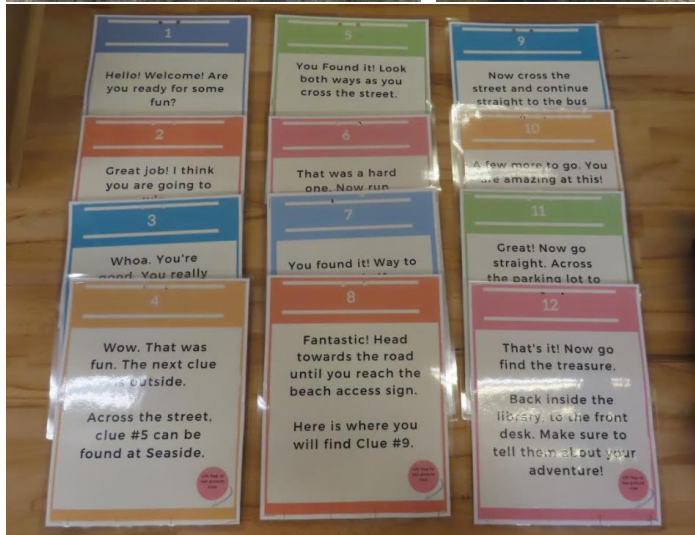 1
Hello! Welcome! Are
you ready for some
fun?
2
Great job! I think
you are going to
3
Whoa. You're
good. You really
4
Wow. That was
fun. The next clue
is outside.
Across the street,
clue #5 can be
found at Seaside.
5
You Found it! Look
both ways as you
cross the street.
6
That was a hard
one. Now run
7
You found it! Way to
8
Fantastic! Head
towards the road
until you reach the
beach access sign.
Here is where you
will find Clue #9.
9
Now cross the
street and continue
straight to the bus
10
A few more to go. You
are amazing at this!
11
Great! Now go
straight. Across
the parking lot to
12
That's it! Now go
find the treasure.
Back inside the
library, to the front
desk. Make sure to
tell them about your
adventure!